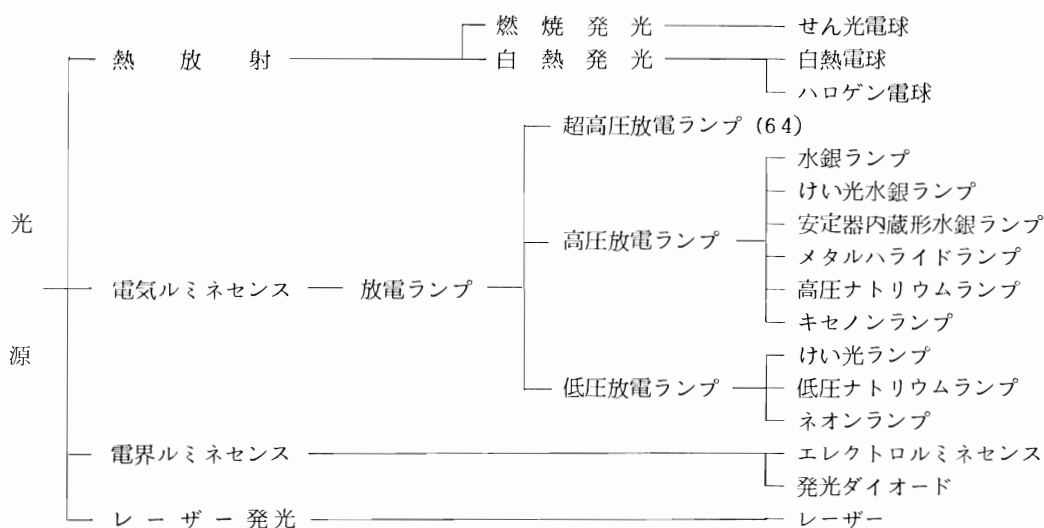 燃焼発光 せん光電球
熱放射 白熱発光 白熱電球
ハロゲン電球
超高圧放電ランプ (64)
水銀ランプ
けい光水銀ランプ
光 安定器内蔵形水銀ランプ
高圧放電ランプ
メタルハライドランプ
電気ルミネセンス 放電ランプ 高圧ナトリウムランプ
キセノンランプ
源 けい光ランプ
低圧放電ランプ 低圧ナトリウムランプ
ネオンランプ
電界ルミネセンス エレクトロルミネセンス
発光ダイオード
レーザー発光 レーザー